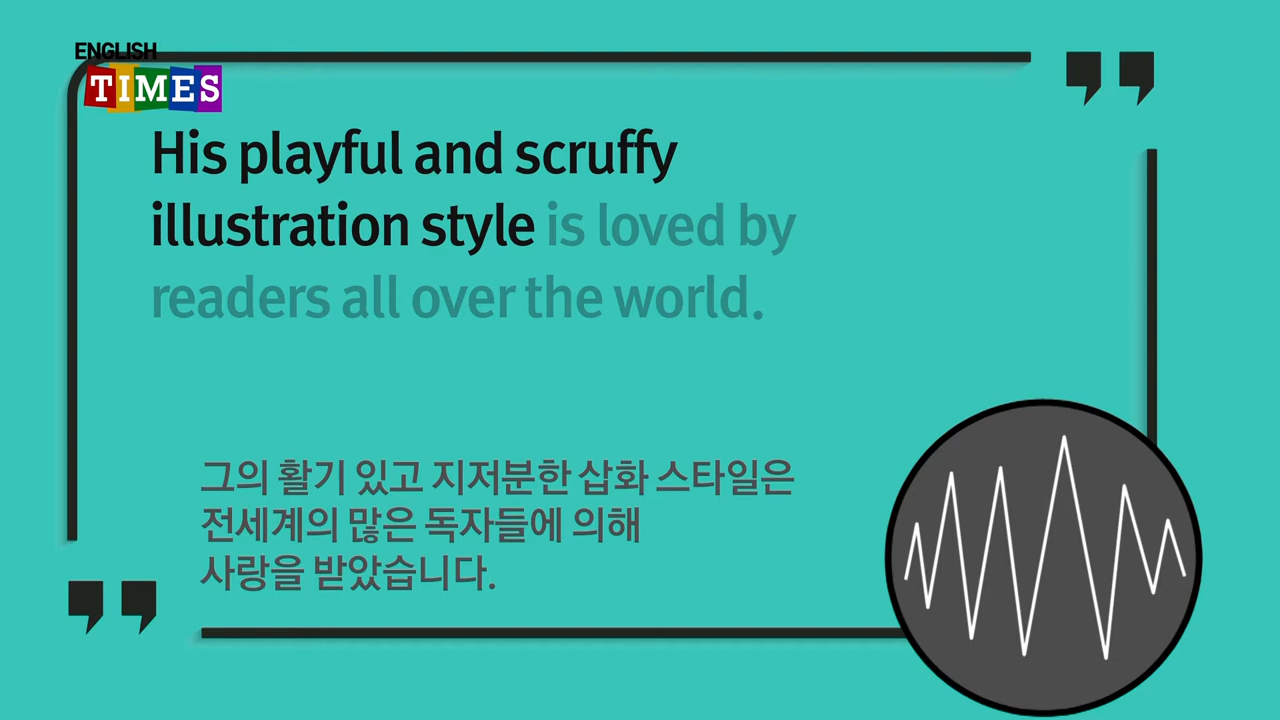 ENGLISH
TIMES
His playful and scruffy
illustration style is loved by
readers all over the world.
그의 활기 있고 지저분한 삽화 스타일은
전세계의 많은 독자들에 의해
사랑을 받았습니다.